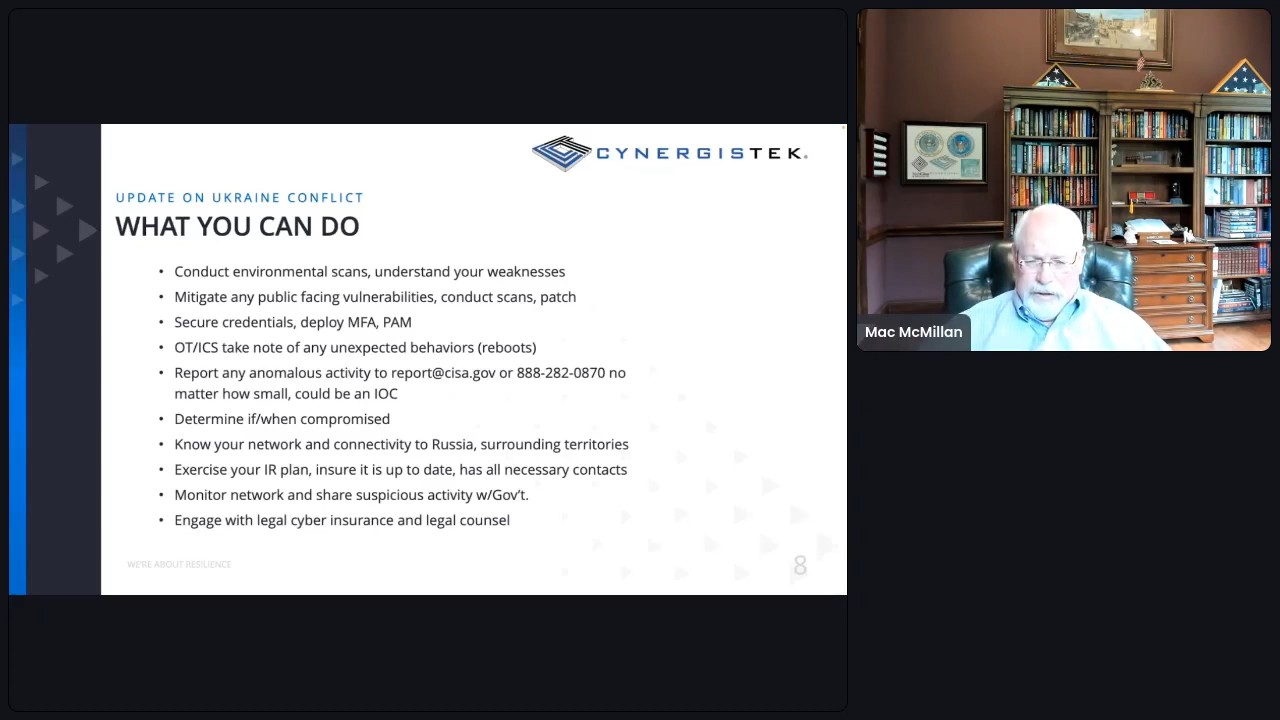 CYNERGISTEK.
UPDATE ON UKRAINE CONFLICT
WHAT YOU CAN DO
• Conduct environmental scans, understand your weaknesses
• Mitigate any public facing vulnerabilities, conduct scans, patch
• Secure credentials, deploy MFA, PAM
• OT/ICS take note of any unexpected behaviors (reboots)
• Report any anomalous activity to report@cisa.gov or 888-282-0870 no
matter how small, could be an IOC
• Determine if/when compromised
• Know your network and connectivity to Russia, surrounding territories
• Exercise your IR plan, insure it is up to date, has all necessary contacts
• Monitor network and share suspicious activity w/Gov't.
• Engage with legal cyber insurance and legal counsel
WE'RE ABOUT RESILIENCE
8
Mac McMillan